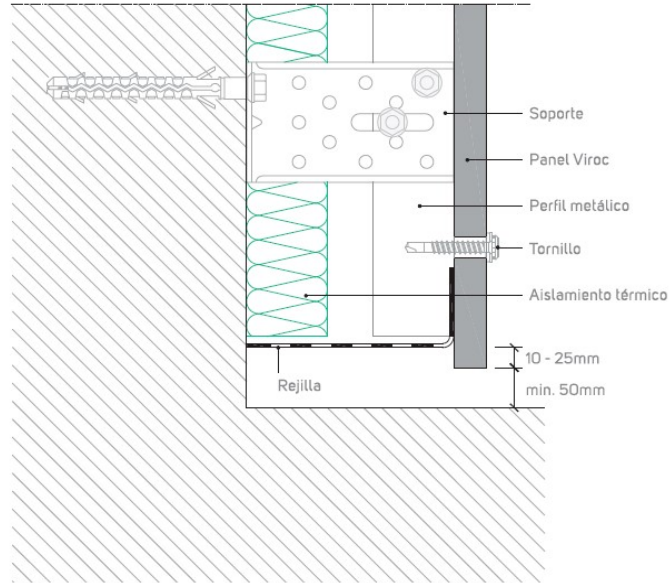 Soporte
Panel Viroc
Perfil metálico
Tornillo
Aislamiento térmico
10 - 25mm
Rejilla
min. 50mm